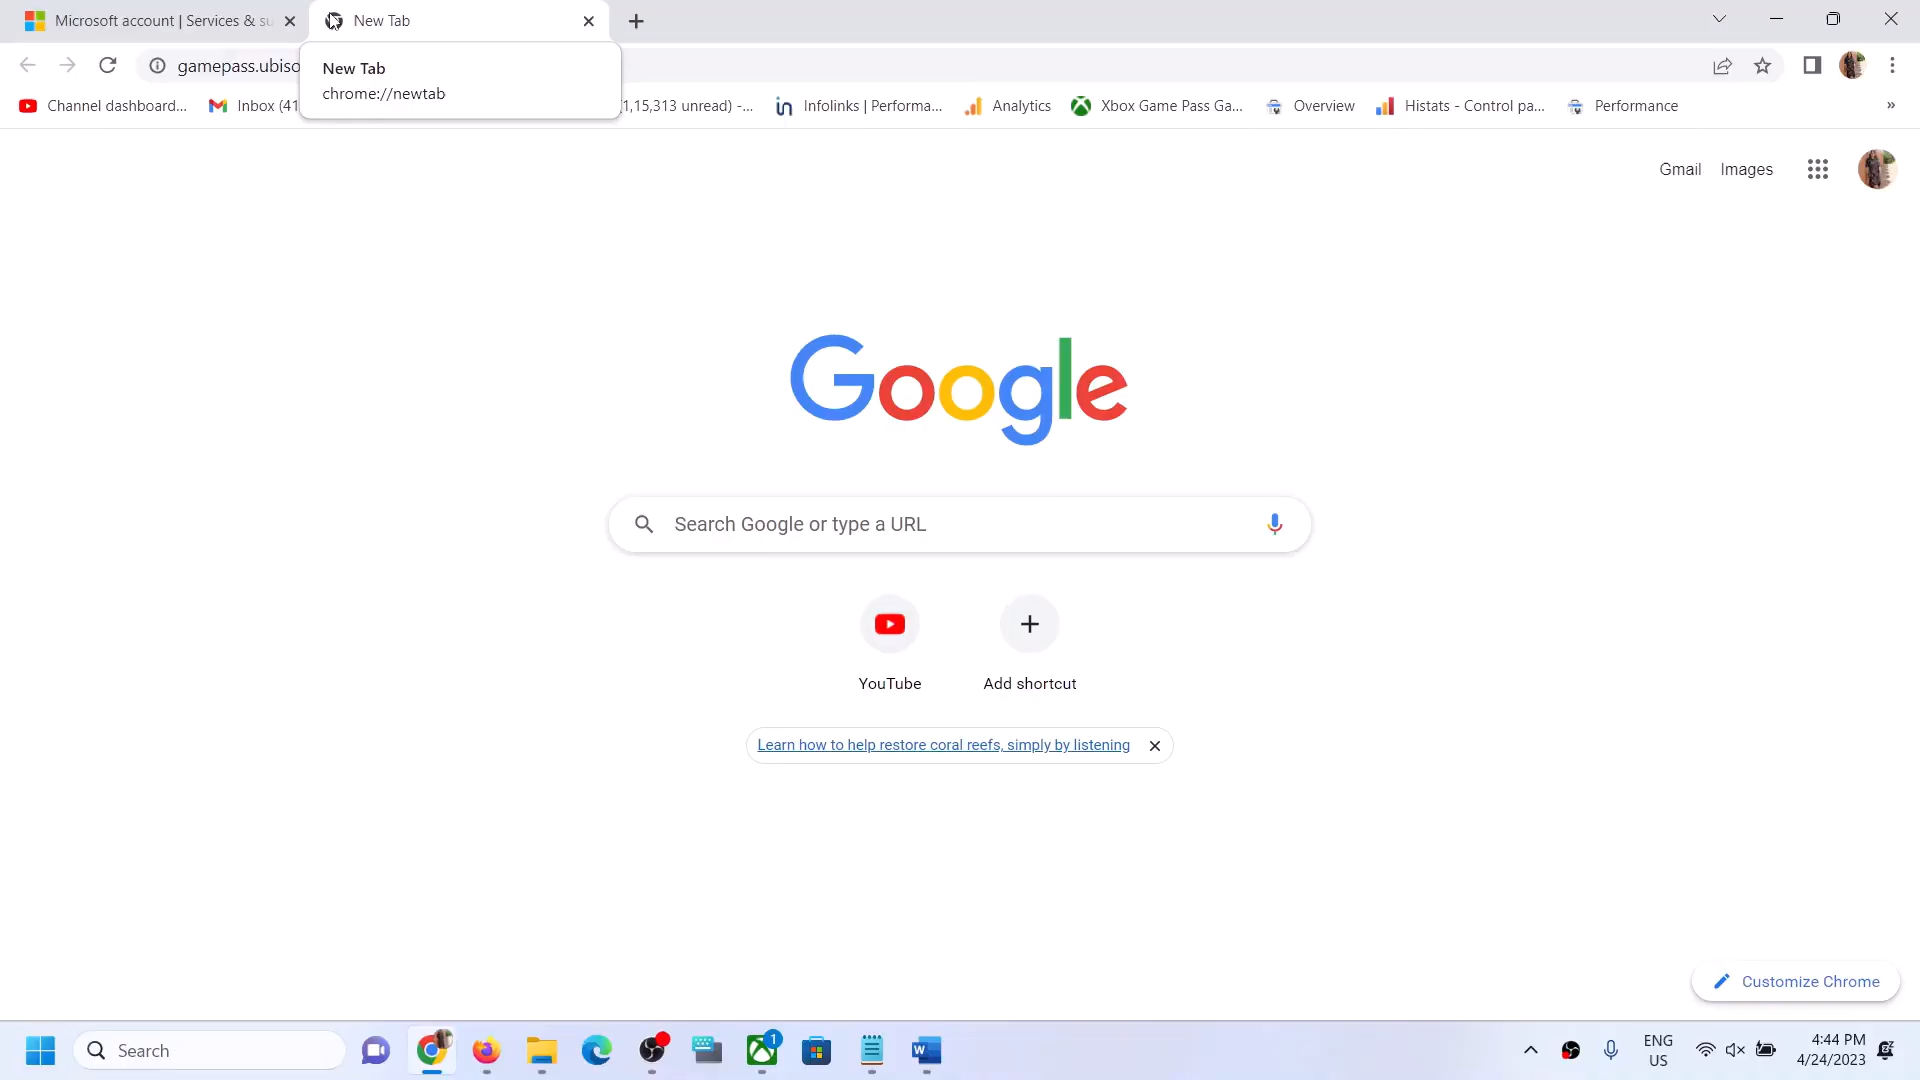 Microsoft account | Services & su
New Tab
gamepass.ubiso
New Tab
chrome://newtab
Channel dashboard...
Inbox (41
(1,15,313 unread) -...
Infolinks | Performa...
Analytics
Xbox Game Pass Ga...
Overview
Histats - Control pa...
Performance
»
Gmail
Images
Google
Search Google or type a URL
YouTube
Add shortcut
Learn how to help restore coral reefs, simply by listening
Customize Chrome
Search
1
ENG
US
4:44 PM
4/24/2023